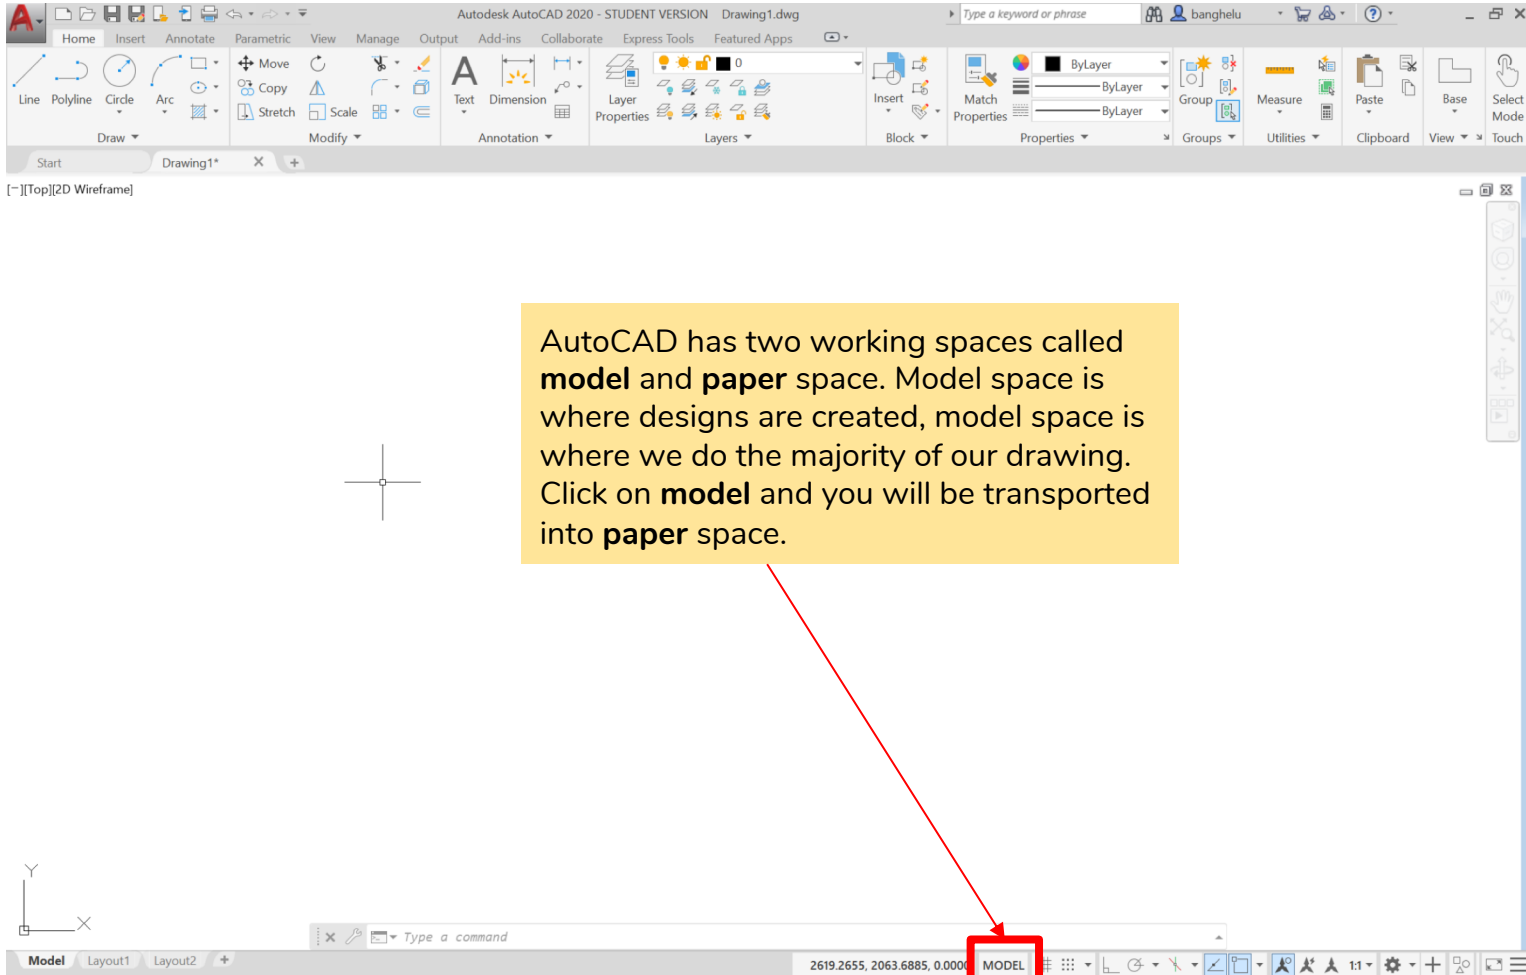 Autodesk AutoCAD 2020 - STUDENT VERSION Drawing1.dwg
Type a keyword or phrase
banghelu
Home Insert Annotate Parametric View Manage Output Add-ins Collaborate Express Tools Featured Apps
Line Polyline Circle Arc
Draw
Move
Copy
Stretch Scale
Modify
Text Dimension
Annotation
0
Layer
Properties
Layers
Insert
Block
Match
Properties
ByLayer
ByLayer
ByLayer
Properties
Group
Groups
Measure
Utilities
Paste
Clipboard
Base
View
Select
Mode
Touch
Start Drawing1*
[−][Top][2D Wireframe]
AutoCAD has two working spaces called
model and paper space. Model space is
where designs are created, model space is
where we do the majority of our drawing.
Click on model and you will be transported
into paper space.
Y
X
Type a command
Model Layout1 Layout2 +
2619.2655, 2063.6885, 0.0000 MODEL 1:1